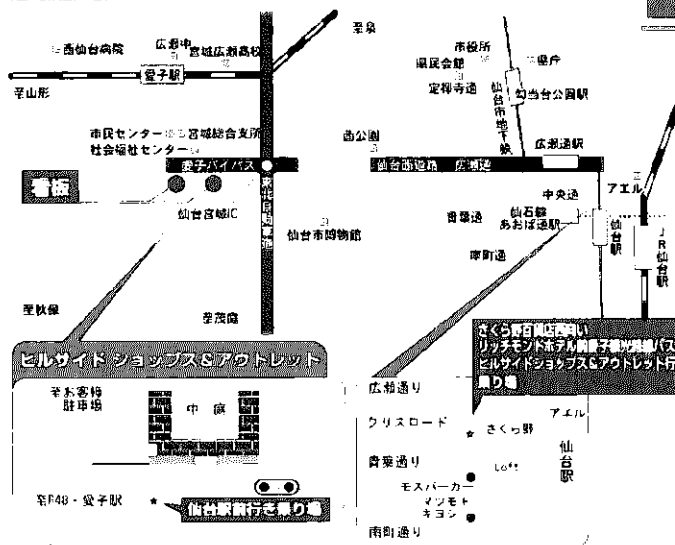 西仙台病院
広瀬中
宮城広瀬高校
至泉
市役所
県庁
県民会館
定禅寺通
勾当台公園駅
愛子駅
至山形
仙台市地下鉄
市民センター
宮城総合支所
社会福祉センター
西公園
広瀬通駅
愛子バイパス
仙台西道路 広瀬通
看板
東北自動車道
仙台宮城IC
仙台市博物館
中央通
アエル
青葉通
仙石線
あおば通駅
仙台駅
JR仙台駅
南町通
至秋保
至茂庭
さくら野百貨店西向い
ヒルサイドショップス&アウトレット行
乗り場
ヒルサイド ショップス&アウトレット
至お客様
駐車場
中庭
広瀬通り
クリスロード
さくら野
アエル
仙台駅
青葉通り
Loft
モスバーガー
マツモト
キヨシ
南町通り
至R48・愛子駅
仙台駅前行き乗り場